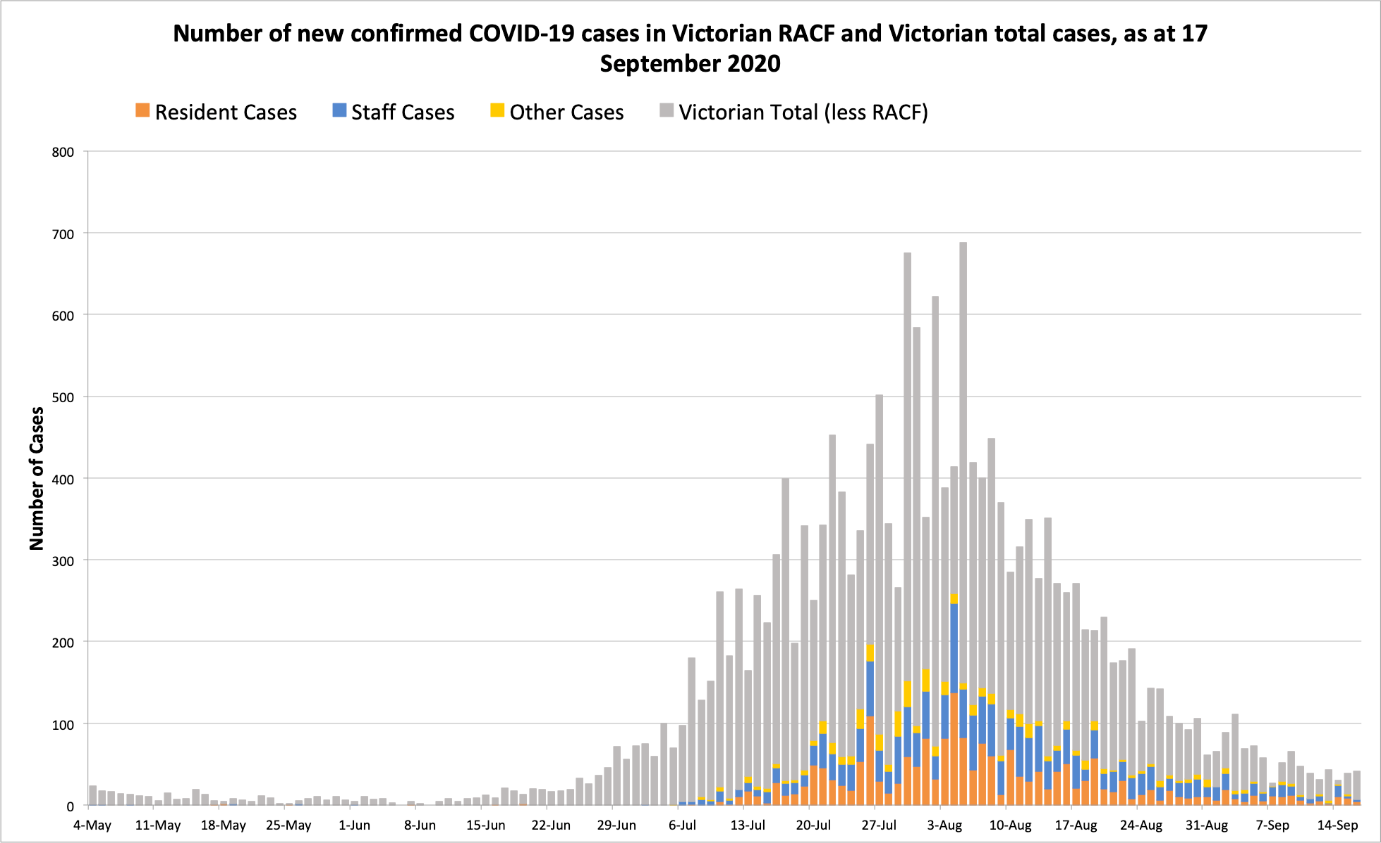 Number of new confirmed COVID-19 cases in Victorian RACF and Victorian total cases, as at 17
September 2020
Resident Cases Staff Cases Other Cases Victorian Total (less RACF)
Number of Cases
800
700
600
500
400
300
200
100
0
4-May 11-May 18-May 25-May 1-Jun 8-Jun 15-Jun 22-Jun 29-Jun 6-Jul 13-Jul 20-Jul 27-Jul 3-Aug 10-Aug 17-Aug 24-Aug 31-Aug 7-Sep 14-Sep